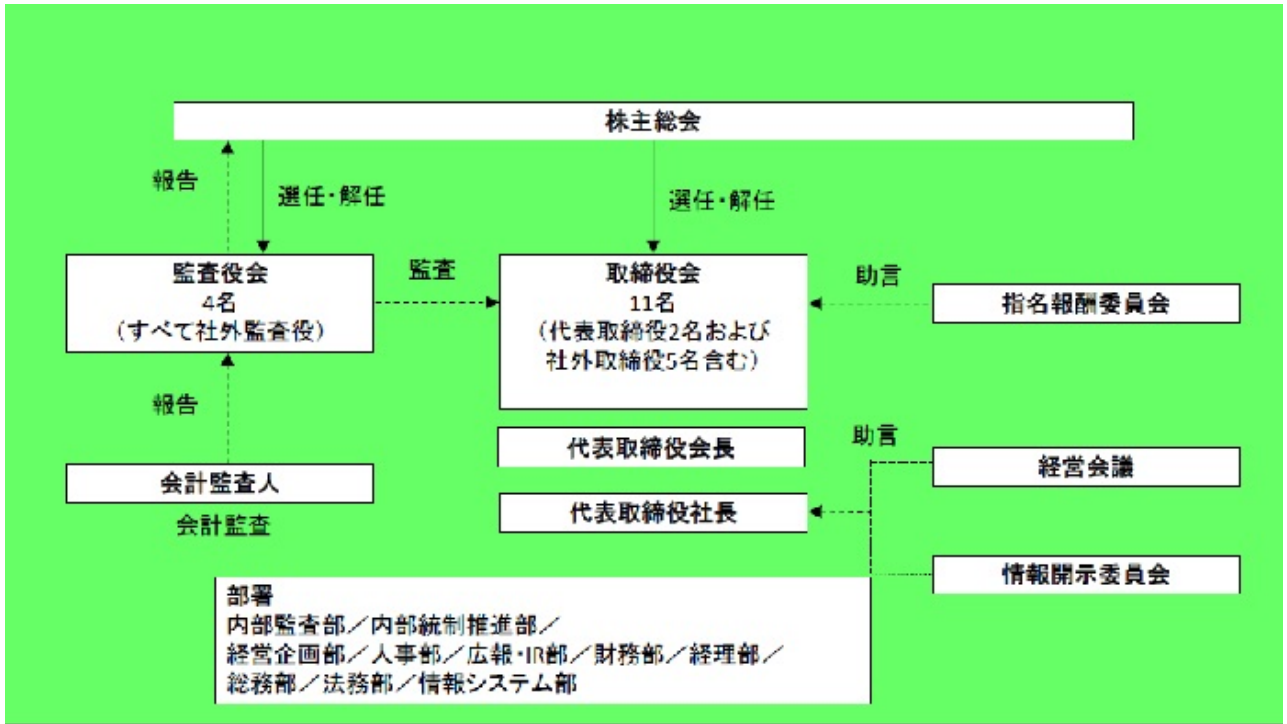 株主総会
報告
選任・解任
選任・解任
監査役会
4名
(すべて社外監査役)
監査
取締役会
11名
(代表取締役2名および
社外取締役5名含む)
助言
指名報酬委員会
報告
会計監査人
会計監査
代表取締役会長
代表取締役社長
助言
経営会議
情報開示委員会
部署
内部監査部/内部統制推進部/
経営企画部/人事部/広報・IR部/財務部/経理部/
総務部/法務部/情報システム部